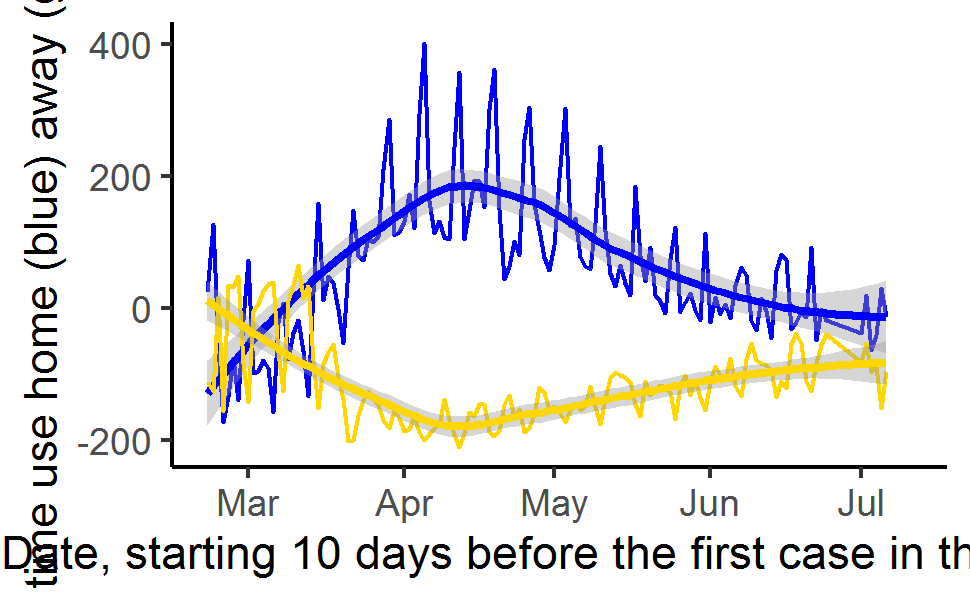 time use home (blue) away (
400
200
0
-200
Mar Apr May Jun Jul
Date, starting 10 days before the first case in th